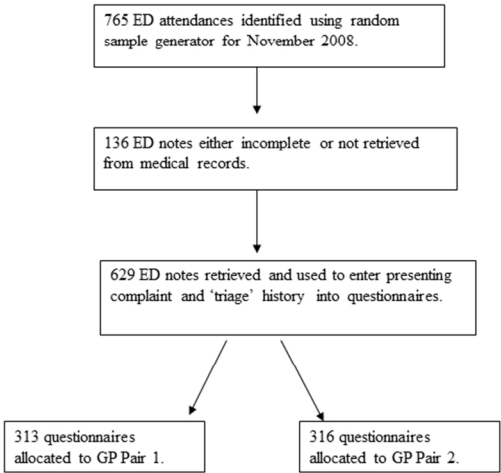 765 ED attendances identified using random
sample generator for November 2008.
136 ED notes either incomplete or not retrieved
from medical records.
629 ED notes retrieved and used to enter presenting
complaint and ‘triage’ history into questionnaires.
313 questionnaires
allocated to GP Pair 1.
316 questionnaires
allocated to GP Pair 2.